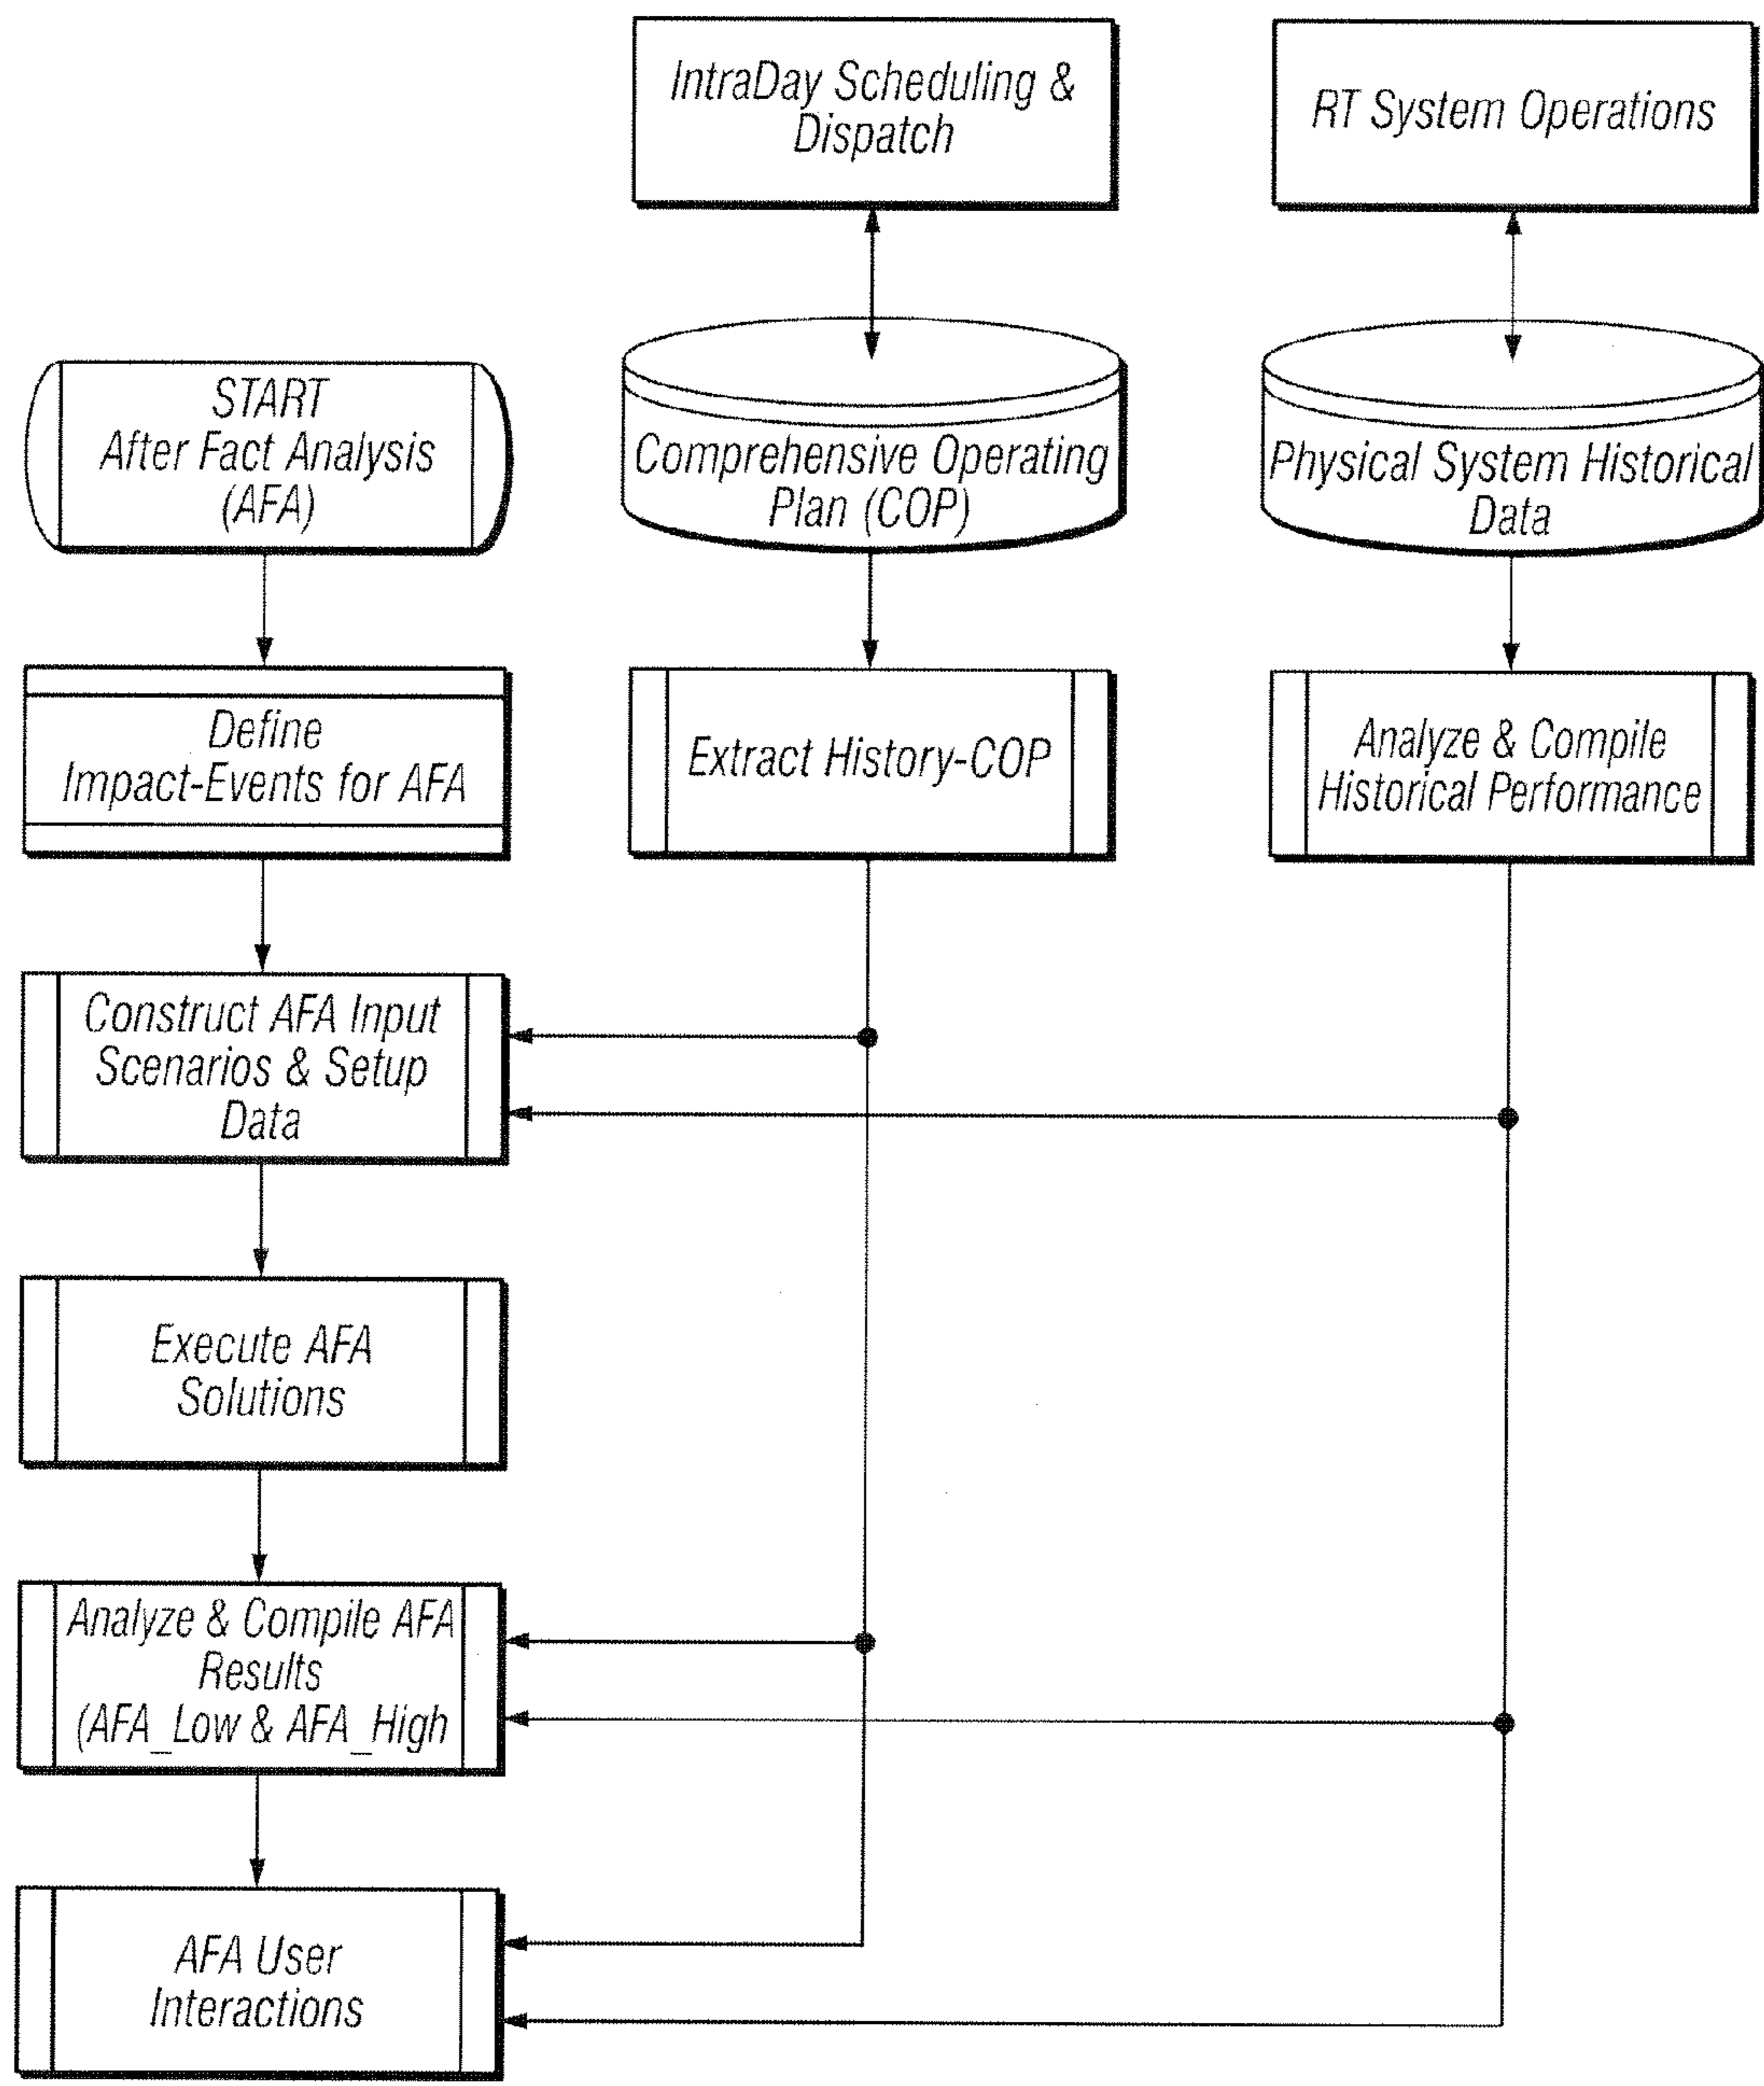 IntraDay Scheduling &
Dispatch
RT System Operations
START
After Fact Analysis
(AFA)
Comprehensive Operating
Plan (COP)
Physical System Historical
Data
Define
Impact-Events for AFA
Extract History-COP
Analyze & Compile
Historical Performance
Construct AFA Input
Scenarios & Setup
Data
Execute AFA
Solutions
Analyze & Compile AFA
Results
(AFA_Low & AFA_High
AFA User
Interactions